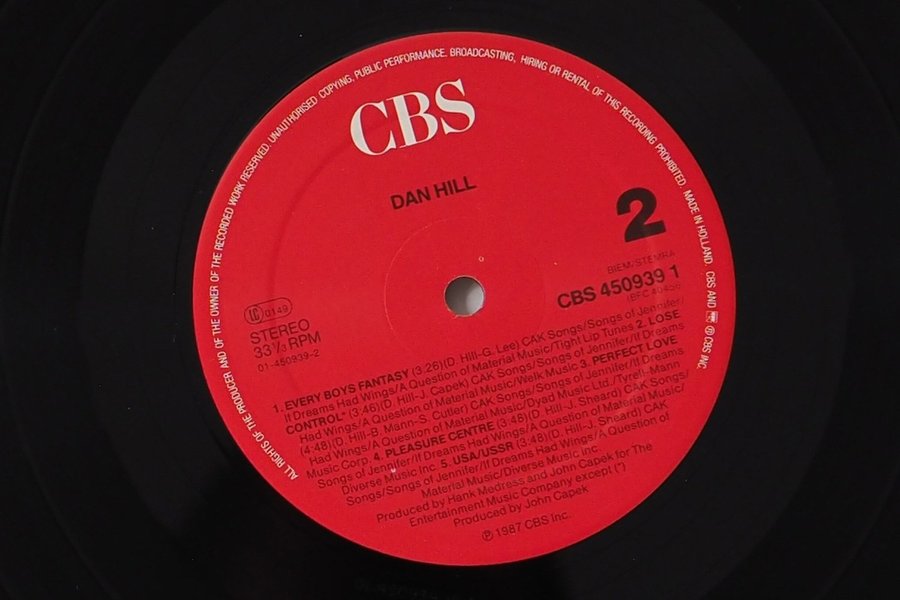 ALL RIGHTS OF THE PRODUCER AND OF THE OWNER OF THE RECORDED WORK RESERVED. UNAUTHORISED COPYING, PUBLIC PERFORMANCE, BROADCASTING, HIRING OR RENTAL OF THIS RECORDING PROHIBITED. MADE IN HOLLAND. CBS AND ℗ CBS INC.
CBS
DAN HILL
2
BIEM/STEMRA
CBS 450939 1
(BFC 40456)
LC 0149
STEREO
33⅓ RPM
01-450939-2
1. EVERY BOYS FANTASY (3.26)(D. Hill-G. Lee) CAK Songs/Songs of Jennifer/
If Dreams Had Wings/A Question of Material Music/Tight Lip Tunes 2. LOSE
CONTROL* (3:46)(D. Hill-J. Capek) CAK Songs/Songs of Jennifer/If Dreams
Had Wings/A Question of Material Music/Walk Music 3. PERFECT LOVE
(4:48)(D. Hill-B. Mann-S. Cutler) CAK Songs/Songs of Jennifer/If Dreams
Had Wings/A Question of Material Music/Dyad Music Ltd./Tyrell-Mann
Music Corp. 4. PLEASURE CENTRE (3:48)(D. Hill-J. Sheard) CAK Songs/
Songs of Jennifer/If Dreams Had Wings/A Question of Material Music/
Diverse Music Inc. 5. USA/USSR (3:48)(D. Hill-J. Sheard) CAK
Songs/Songs of Jennifer/If Dreams Had Wings/A Question of
Material Music/Diverse Music Inc
Produced by Hank Medress and John Capek for The
Entertainment Music Company except (*)
Produced by John Capek
℗ 1987 CBS Inc.